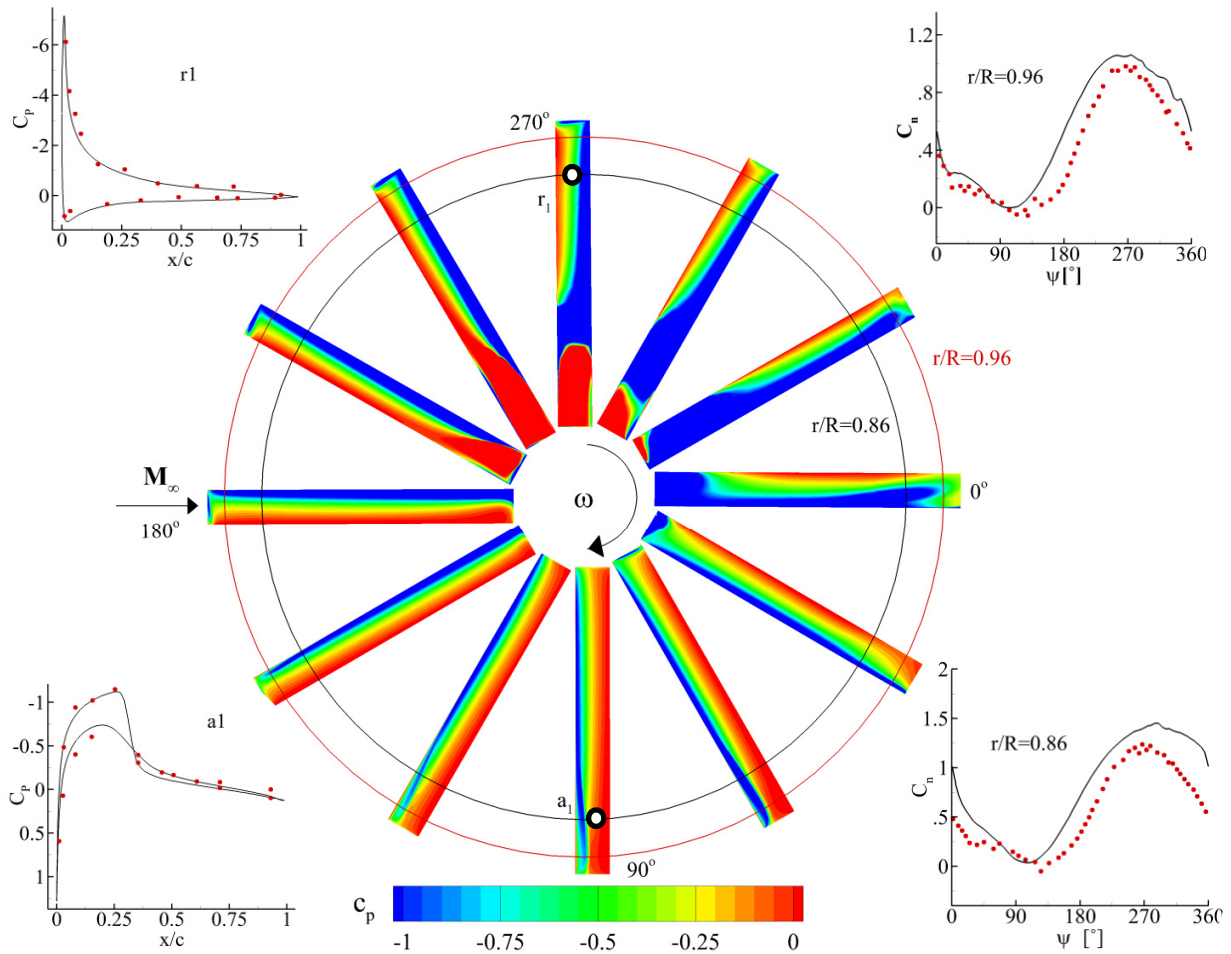 -6
-4
-2
0
C_P
r1
0 0.25 0.5 0.75 1
x/c
270°
r_1
1.2
.8
.4
0
C_n
r/R=0.96
0 90 180 270 360
ψ[°]
r/R=0.96
r/R=0.86
M_∞
180°
ω
0°
-1
-0.5
0
0.5
1
C_P
a1
0 0.25 0.5 0.75 1
x/c
a_1
90°
c_p
-1 -0.75 -0.5 -0.25 0
2
1.5
1
.5
0
C_n
r/R=0.86
0 90 180 270 360
ψ [°]